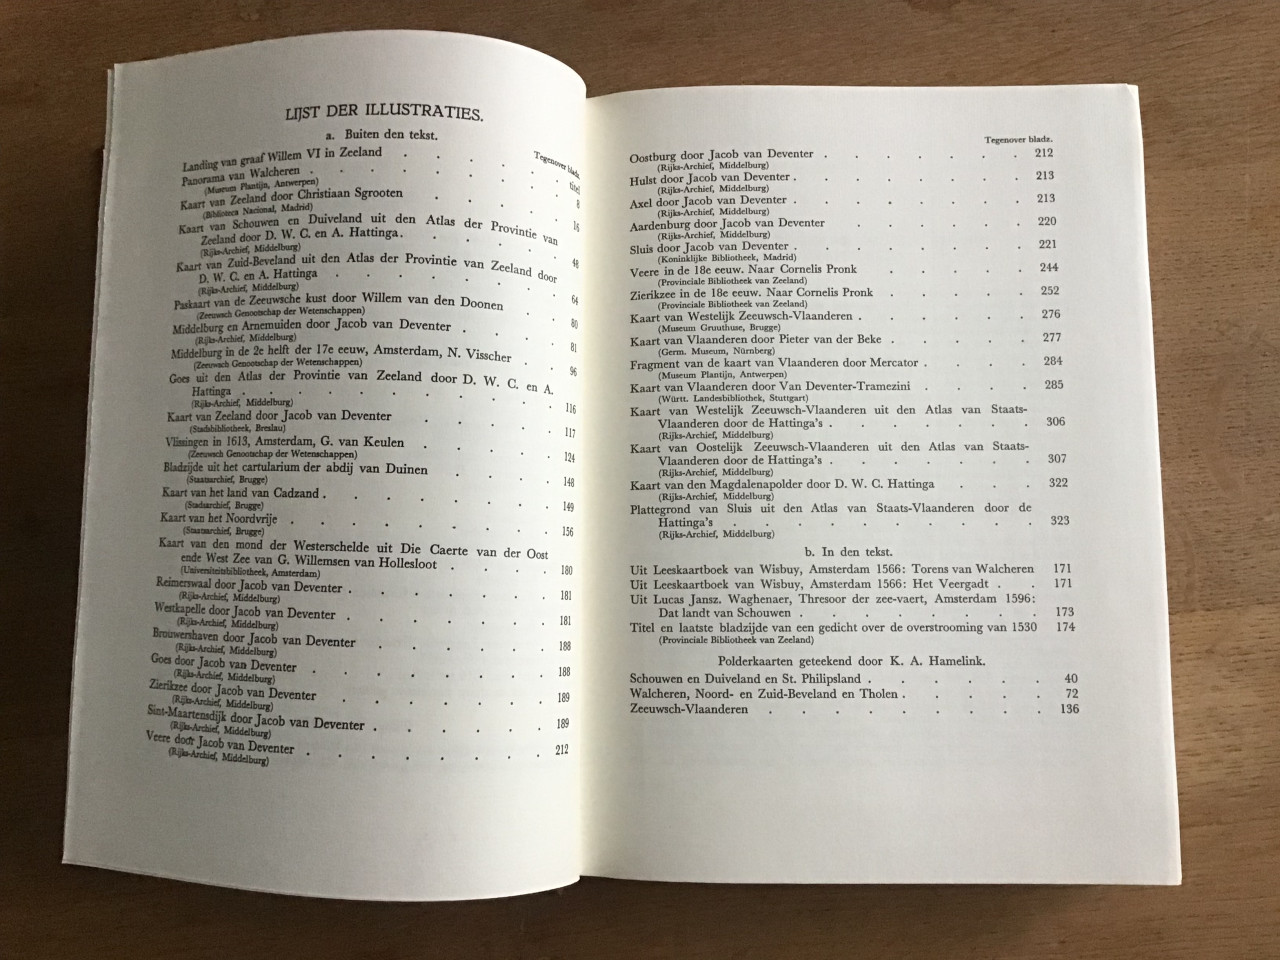 LIJST DER ILLUSTRATIES.
a. Buiten den tekst.
Tegenover bladz.
Landing van graaf Willem VI in Zeeland . . . . . titel
Panorama van Walcheren . . . . . . . 8
(Museum Plantijn, Antwerpen)
Kaart van Zeeland door Christiaan Sgrooten . . . . 16
(Biblioteca Nacional, Madrid)
Kaart van Schouwen en Duiveland uit den Atlas der Provintie van
Zeeland door D. W. C. en A. Hattinga. . . . . . 48
(Rijks-Archief, Middelburg)
Kaart van Zuid-Beveland uit den Atlas der Provintie van Zeeland door
D. W. C. en A. Hattinga . . . . . . . 64
(Rijks-Archief, Middelburg)
Paskaart van de Zeeuwsche kust door Willem van den Doonen . . 80
(Zeeuwsch Genootschap der Wetenschappen)
Middelburg en Arnemuiden door Jacob van Deventer . . . 81
(Rijks-Archief, Middelburg)
Middelburg in de 2e helft der 17e eeuw, Amsterdam, N. Visscher . . 96
(Zeeuwsch Genootschap der Wetenschappen)
Goes uit den Atlas der Provintie van Zeeland door D. W. C. en A.
Hattinga . . . . . . . . . 116
(Rijks-Archief, Middelburg)
Kaart van Zeeland door Jacob van Deventer . . . . 117
(Stadsbibliotheek, Breslau)
Vlissingen in 1613, Amsterdam, G. van Keulen . . . . 124
(Zeeuwsch Genootschap der Wetenschappen)
Bladzijde uit het cartularium der abdij van Duinen . . . 148
(Staatsarchief, Brugge)
Kaart van het land van Cadzand . . . . . . 149
(Stadsarchief, Brugge)
Kaart van het Noordvrije . . . . . . . 156
(Staatsarchief, Brugge)
Kaart van den mond der Westerschelde uit Die Caerte van der Oost
ende West Zee van G. Willemsen van Hollesloot . . . 180
(Universiteitsbibliotheek, Amsterdam)
Reimerswaal door Jacob van Deventer . . . . . . 181
(Rijks-Archief, Middelburg)
Westkapelle door Jacob van Deventer . . . . . . 181
(Rijks-Archief, Middelburg)
Brouwershaven door Jacob van Deventer . . . . . 188
(Rijks-Archief, Middelburg)
Goes door Jacob van Deventer . . . . . . . 188
(Rijks-Archief, Middelburg)
Zierikzee door Jacob van Deventer . . . . . . 189
(Rijks-Archief, Middelburg)
Sint-Maartensdijk door Jacob van Deventer . . . . . 189
(Rijks-Archief, Middelburg)
Veere door Jacob van Deventer . . . . . . . 212
(Rijks-Archief, Middelburg)
Tegenover bladz.
Oostburg door Jacob van Deventer . . . . . . 212
(Rijks-Archief, Middelburg)
Hulst door Jacob van Deventer . . . . . . . 213
(Rijks-Archief, Middelburg)
Axel door Jacob van Deventer . . . . . . . 213
(Rijks-Archief, Middelburg)
Aardenburg door Jacob van Deventer . . . . . 220
(Rijks-Archief, Middelburg)
Sluis door Jacob van Deventer . . . . . . . 221
(Koninklijke Bibliotheek, Madrid)
Veere in de 18e eeuw. Naar Cornelis Pronk . . . . . 244
(Provinciale Bibliotheek van Zeeland)
Zierikzee in de 18e eeuw. Naar Cornelis Pronk . . . . . 252
(Provinciale Bibliotheek van Zeeland)
Kaart van Westelijk Zeeuwsch-Vlaanderen . . . . . . 276
(Museum Gruuthuse, Brugge)
Kaart van Vlaanderen door Pieter van der Beke . . . . . 277
(Germ. Museum, Nürnberg)
Fragment van de kaart van Vlaanderen door Mercator . . . . 284
(Museum Plantijn, Antwerpen)
Kaart van Vlaanderen door Van Deventer-Tramezini . . . . 285
(Württ. Landesbibliothek, Stuttgart)
Kaart van Westelijk Zeeuwsch-Vlaanderen uit den Atlas van Staats-
Vlaanderen door de Hattinga's . . . . . . . 306
(Rijks-Archief, Middelburg)
Kaart van Oostelijk Zeeuwsch-Vlaanderen uit den Atlas van Staats-
Vlaanderen door de Hattinga's . . . . . . . 307
(Rijks-Archief, Middelburg)
Kaart van den Magdalenapolder door D. W. C. Hattinga . . . 322
(Rijks-Archief, Middelburg)
Plattegrond van Sluis uit den Atlas van Staats-Vlaanderen door de
Hattinga's . . . . . . . . . 323
(Rijks-Archief, Middelburg)
b. In den tekst.
Uit Leeskaartboek van Wisbuy, Amsterdam 1566: Torens van Walcheren 171
Uit Leeskaartboek van Wisbuy, Amsterdam 1566: Het Veergadt . . 171
Uit Lucas Jansz. Waghenaer, Thresoor der zee-vaert, Amsterdam 1596:
Dat landt van Schouwen . . . . . . . . 173
Titel en laatste bladzijde van een gedicht over de overstrooming van 1530 174
(Provinciale Bibliotheek van Zeeland)
Polderkaarten geteekend door K. A. Hamelink.
Schouwen en Duiveland en St. Philipsland . . . . . . 40
Walcheren, Noord- en Zuid-Beveland en Tholen . . . . . 72
Zeeuwsch-Vlaanderen . . . . . . . . . 136